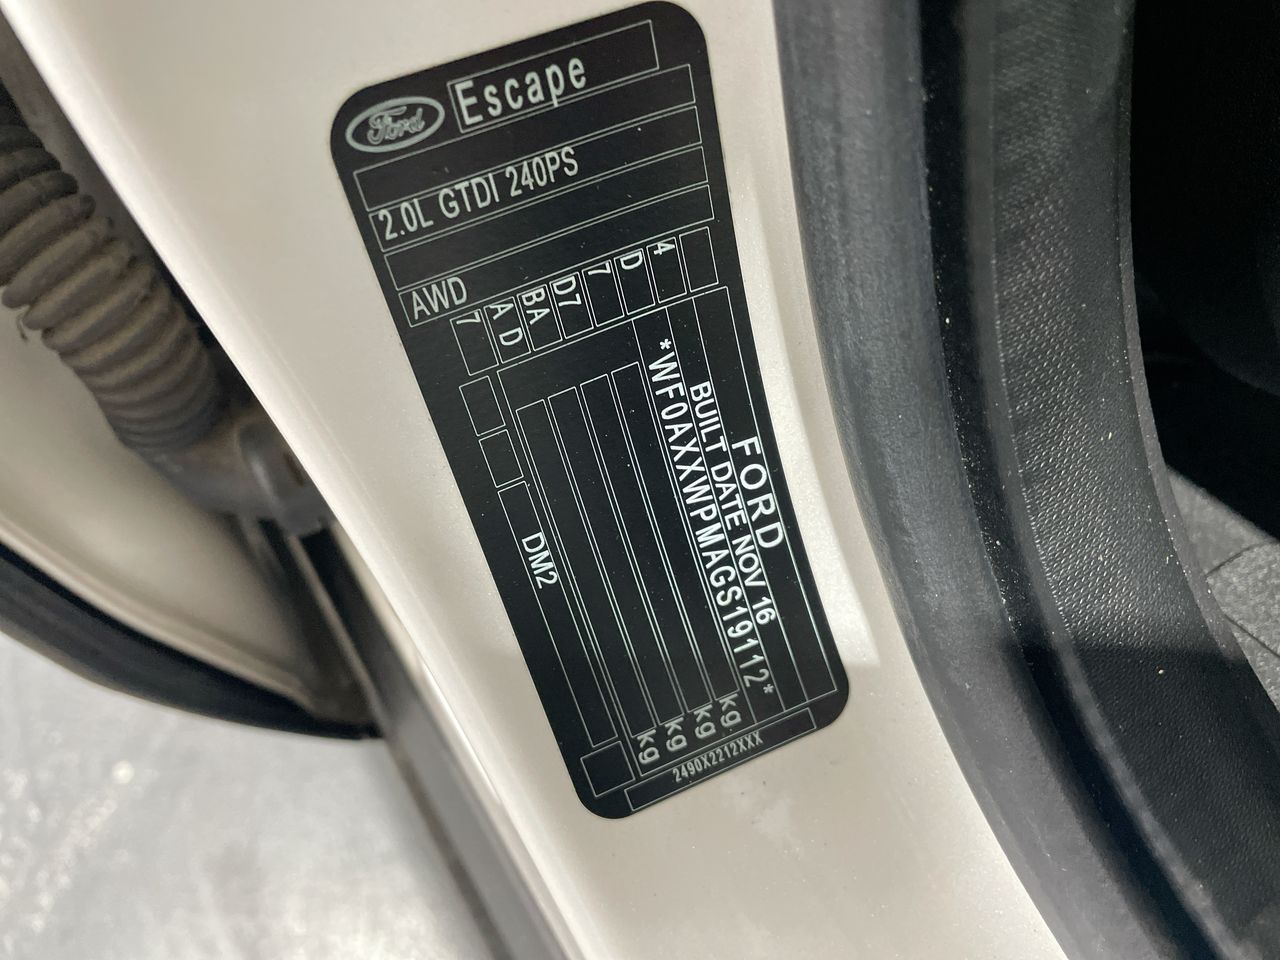 Ford
Escape
2.0L GTDI 240PS
AWD
7
A D
BA
D7
7
D
4
FORD
BUILT DATE NOV 16
*WF0AXXWPMAGS19112*
kg
kg
kg
kg
DM2
2490X2212XXX